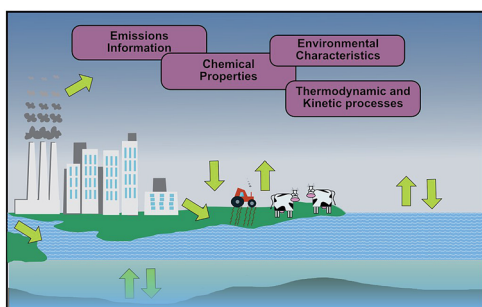 Emissions
Information
Chemical
Properties
Environmental
Characteristics
Thermodynamic and
Kinetic processes